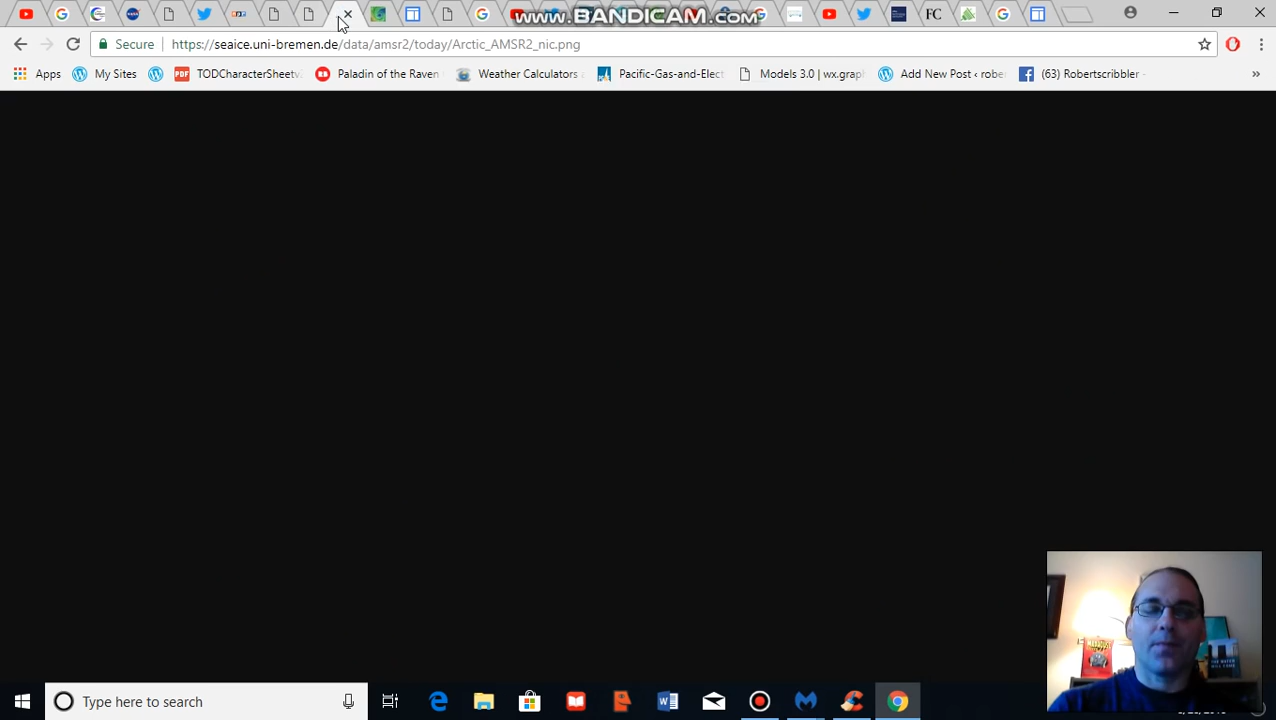 www.BANDICAM.com
Secure https://seaice.uni-bremen.de/data/amsr2/today/Arctic_AMSR2_nic.png
Apps My Sites TODCharacterSheet Paladin of the Raven Weather Calculators Pacific-Gas-and-Elect Models 3.0 | wx.graph Add New Post ‹ robe (63) Robertscribbler »
FC
PDF
Type here to search